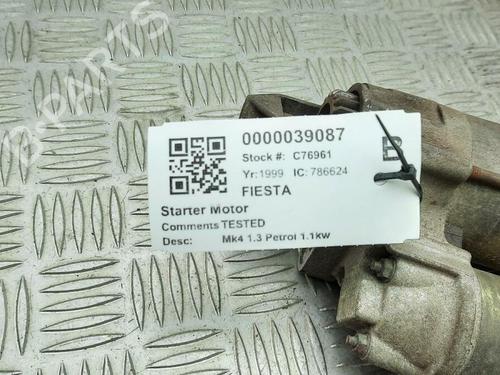 B-PARTS
0000039087
Stock #: C76961
B
Yr: 1999 IC: 786624
FIESTA
Starter Motor
Comments TESTED
Desc: Mk4 1.3 Petrol 1.1kw